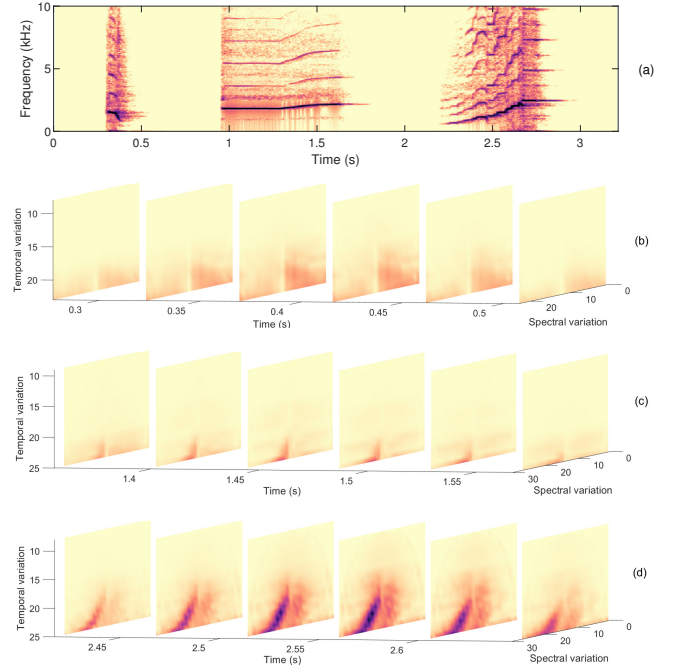 10
5
0
Frequency (kHz)
0 0.5 1 1.5 2 2.5 3
Time (s)
(a)
10
15
20
Temporal variation
0.3 0.35 0.4 0.45 0.5
Time (s)
20 10 0
Spectral variation
(b)
10
15
20
25
Temporal variation
1.4 1.45 1.5 1.55
Time (s)
30 20 10 0
Spectral variation
(c)
10
15
20
25
Temporal variation
2.45 2.5 2.55 2.6
Time (s)
30 20 10 0
Spectral variation
(d)